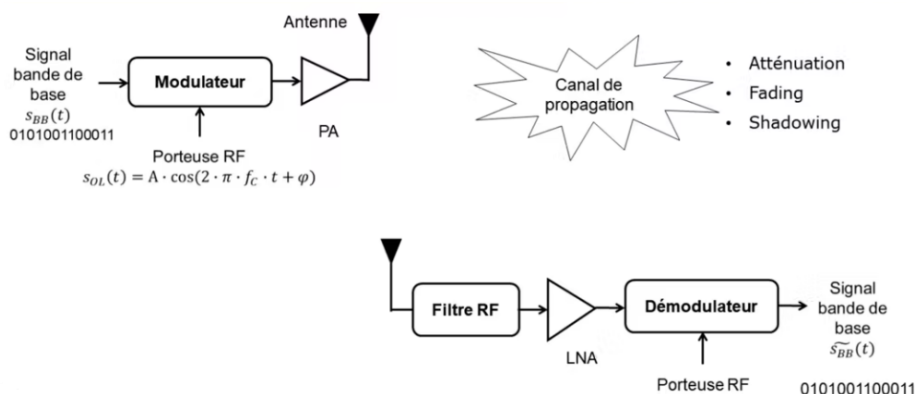 Antenne
Signal
bande de
base
s_BB(t)
0101001100011
Modulateur
PA
Porteuse RF
s_OL(t) = A · cos(2 · π · f_C · t + φ)
Canal de
propagation
• Atténuation
• Fading
• Shadowing
Filtre RF
LNA
Démodulateur
Porteuse RF
Signal
bande de
base
s̃_BB(t)
0101001100011